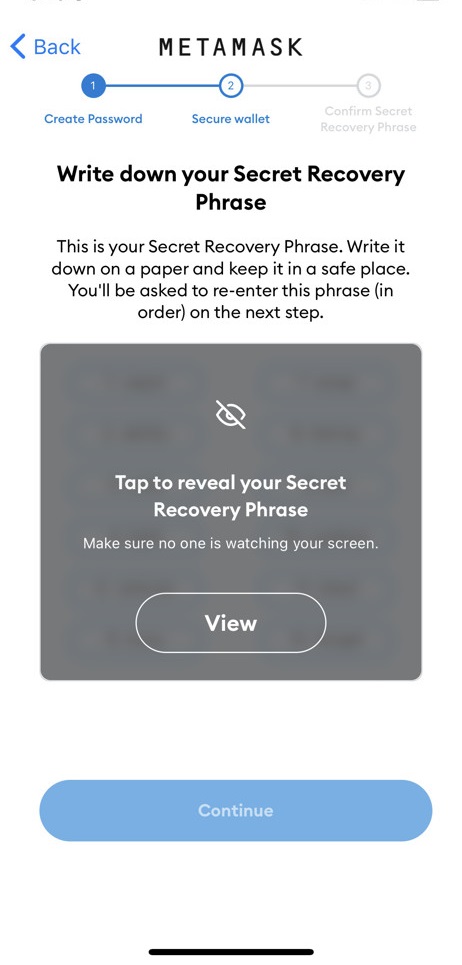 Back
METAMASK
1
2
3
Create Password
Secure wallet
Confirm Secret
Recovery Phrase
Write down your Secret Recovery
Phrase
This is your Secret Recovery Phrase. Write it
down on a paper and keep it in a safe place.
You'll be asked to re-enter this phrase (in
order) on the next step.
Tap to reveal your Secret
Recovery Phrase
Make sure no one is watching your screen.
View
Continue